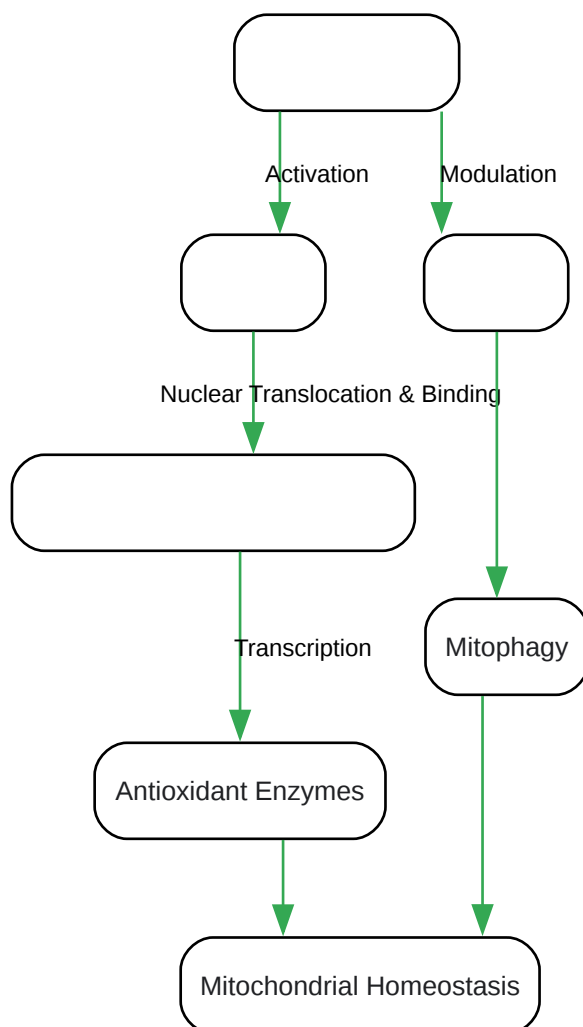 Activation
Modulation
Nuclear Translocation & Binding
Transcription
Mitophagy
Antioxidant Enzymes
Mitochondrial Homeostasis